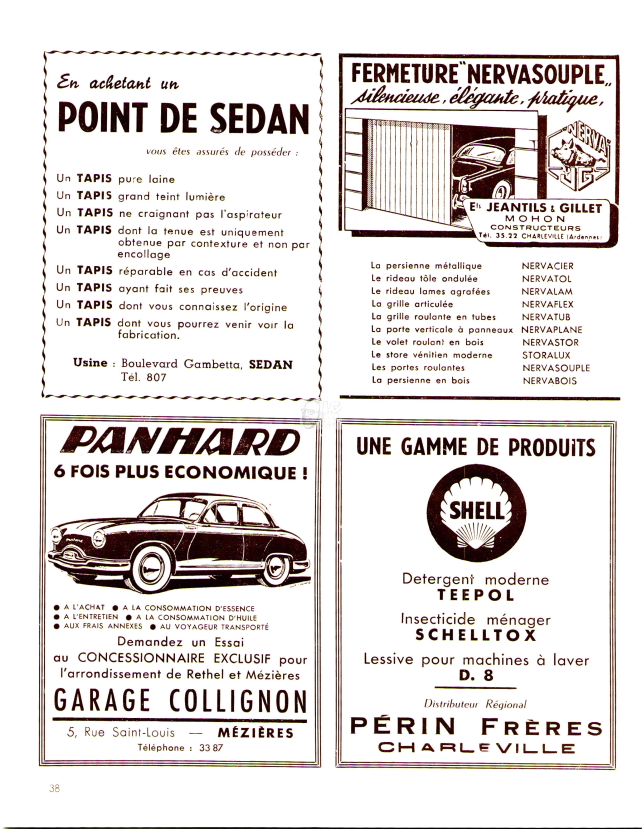 En achetant un
POINT DE SEDAN
vous êtes assurés de posséder :
Un TAPIS pure laine
Un TAPIS grand teint lumière
Un TAPIS ne craignant pas l'aspirateur
Un TAPIS dont la tenue est uniquement
obtenue par contexture et non par
encollage
Un TAPIS réparable en cas d'accident
Un TAPIS ayant fait ses preuves
Un TAPIS dont vous connaissez l'origine
Un TAPIS dont vous pourrez venir voir la
fabrication.
Usine : Boulevard Gambetta, SEDAN
Tél. 807
FERMETURE "NERVASOUPLE"
silencieuse, élégante, pratique,
NERVAÏ
JG
Ets JEANTILS & GILLET
MOHON
CONSTRUCTEURS
Tél. 35.22 CHARLEVILLE (Ardennes)
La persienne métallique NERVACIER
Le rideau tôle ondulée NERVATOL
Le rideau lames agrafées NERVALAM
La grille articulée NERVAFLEX
La grille roulante en tubes NERVATUB
La porte verticale à panneaux NERVAPLANE
Le volet roulant en bois NERVASTOR
Le store vénitien moderne STORALUX
Les portes roulantes NERVASOUPLE
La persienne en bois NERVABOIS
PANHARD
6 FOIS PLUS ECONOMIQUE !
● A L'ACHAT ● A LA CONSOMMATION D'ESSENCE
● A L'ENTRETIEN ● A LA CONSOMMATION D'HUILE
● AUX FRAIS ANNEXES ● AU VOYAGEUR TRANSPORTÉ
Demandez un Essai
au CONCESSIONNAIRE EXCLUSIF pour
l'arrondissement de Rethel et Mézières
GARAGE COLLIGNON
5, Rue Saint-Louis — MÉZIÈRES
Téléphone : 33 87
UNE GAMME DE PRODUITS
SHELL
Detergent moderne
TEEPOL
Insecticide ménager
SCHELLTOX
Lessive pour machines à laver
D. 8
Distributeur Régional
PÉRIN FRÈRES
CHARLEVILLE
38